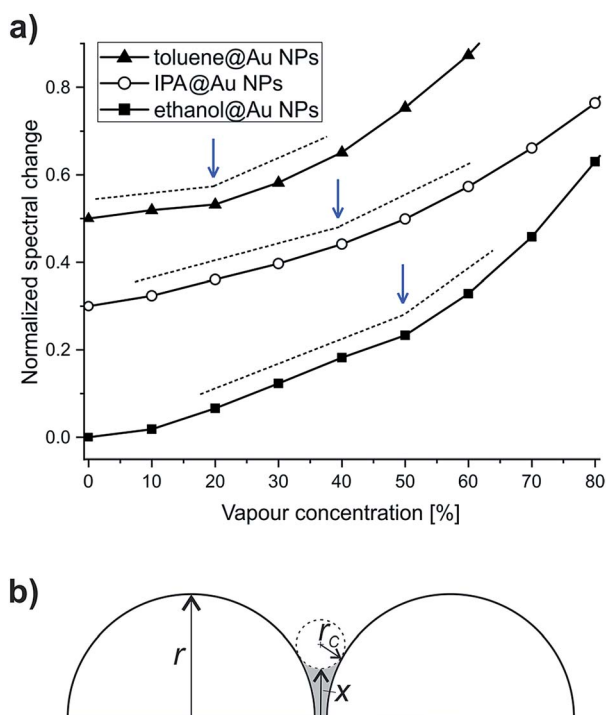 a)
toluene@Au NPs
IPA@Au NPs
ethanol@Au NPs
Normalized spectral change
0.8
0.6
0.4
0.2
0.0
0 10 20 30 40 50 60 70 80
Vapour concentration [%]
b)
r
r_C
x